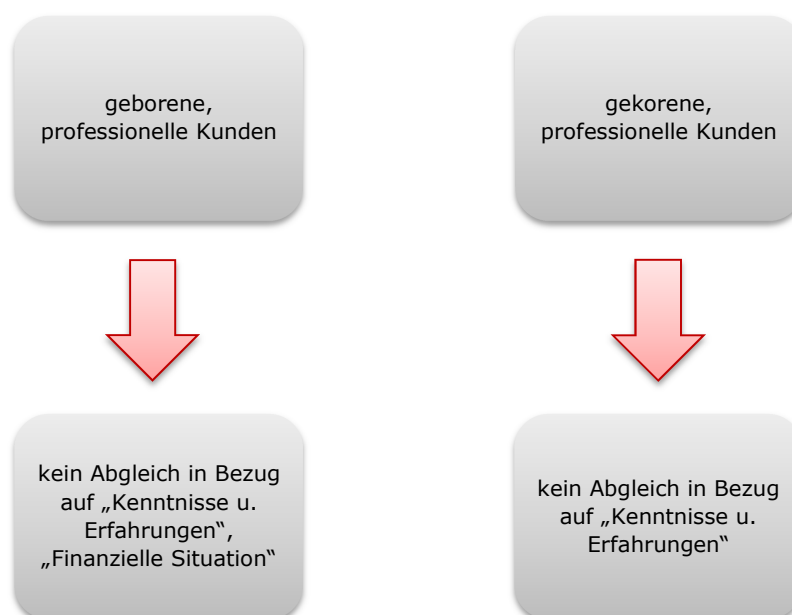 geborene,
professionelle Kunden
gekorene,
professionelle Kunden
kein Abgleich in Bezug
auf „Kenntnisse u.
Erfahrungen“,
„Finanzielle Situation“
kein Abgleich in Bezug
auf „Kenntnisse u.
Erfahrungen“